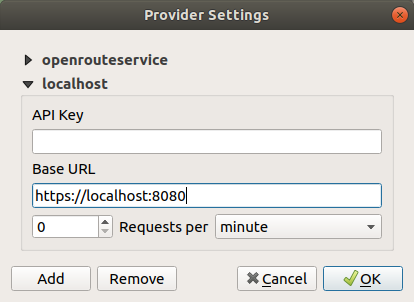 Provider Settings
openrouteservice
localhost
API Key
Base URL
https://localhost:8080
0 Requests per minute
Add Remove Cancel OK